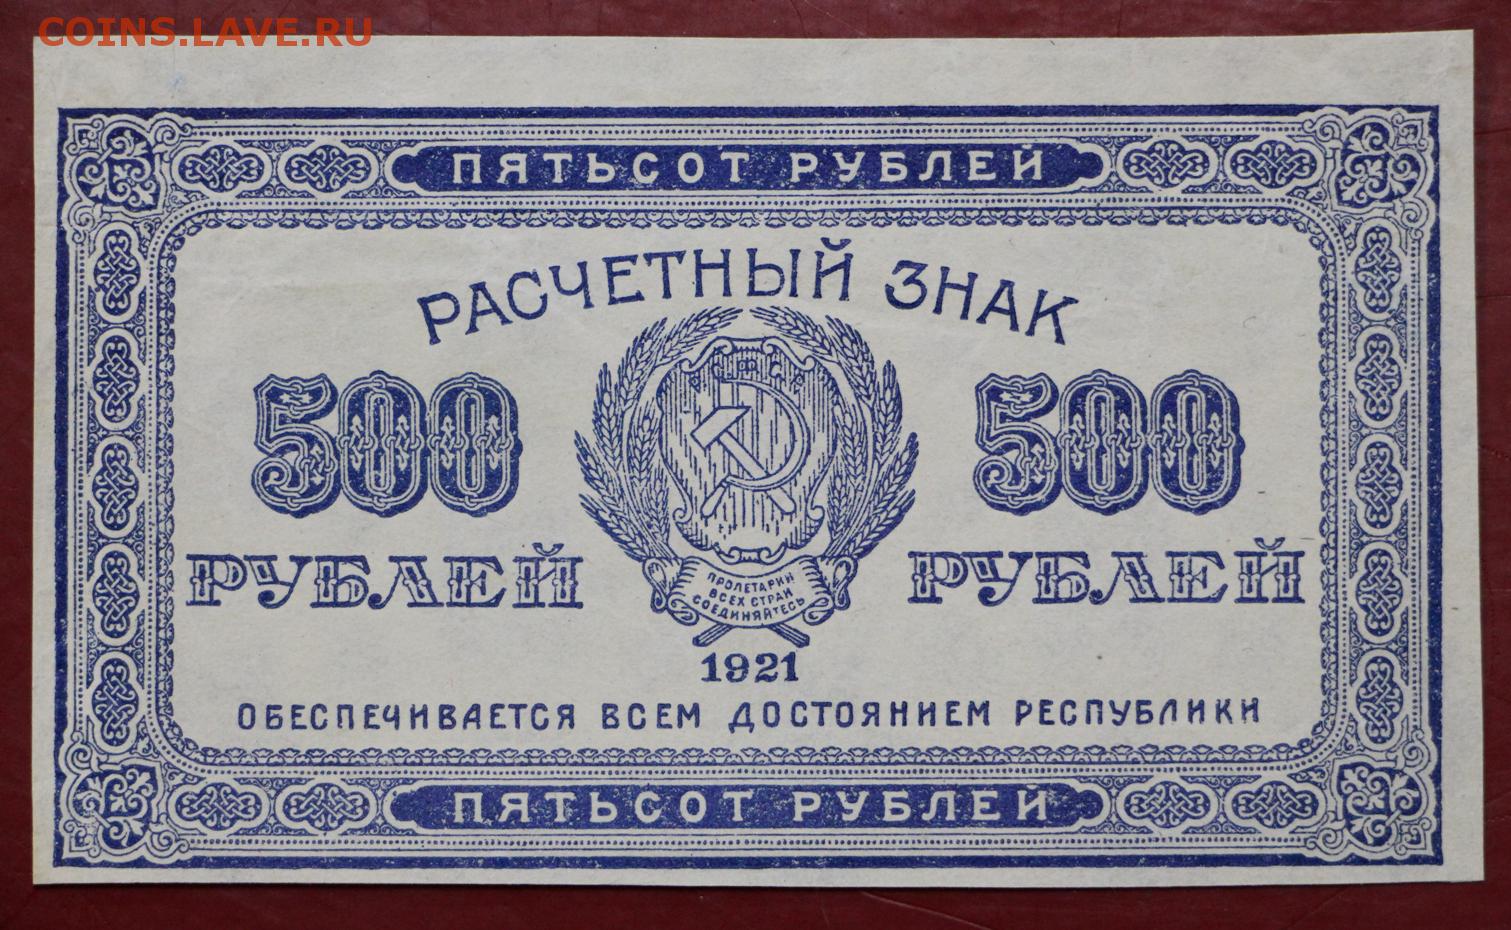 COINS.LAVE.RU
ПЯТЬСОТ РУБЛЕЙ
РАСЧЕТНЫЙ ЗНАК
Р.С.Ф.С.Р.
500 500
РУБЛЕЙ РУБЛЕЙ
ПРОЛЕТАРИИ
ВСЕХ СТРАН
СОЕДИНЯЙТЕСЬ
1921
ОБЕСПЕЧИВАЕТСЯ ВСЕМ ДОСТОЯНИЕМ РЕСПУБЛИКИ
ПЯТЬСОТ РУБЛЕЙ